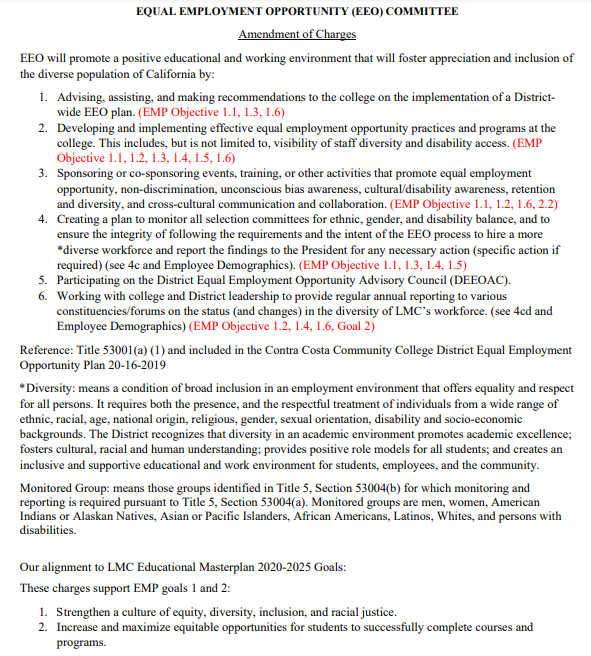 EQUAL EMPLOYMENT OPPORTUNITY (EEO) COMMITTEE
Amendment of Charges
EEO will promote a positive educational and working environment that will foster appreciation and inclusion of
the diverse population of California by:
1. Advising, assisting, and making recommendations to the college on the implementation of a District-
wide EEO plan. (EMP Objective 1.1, 1.3, 1.6)
2. Developing and implementing effective equal employment opportunity practices and programs at the
college. This includes, but is not limited to, visibility of staff diversity and disability access. (EMP
Objective 1.1, 1.2, 1.3, 1.4, 1.5, 1.6)
3. Sponsoring or co-sponsoring events, training, or other activities that promote equal employment
opportunity, non-discrimination, unconscious bias awareness, cultural/disability awareness, retention
and diversity, and cross-cultural communication and collaboration. (EMP Objective 1.1, 1.2, 1.6, 2.2)
4. Creating a plan to monitor all selection committees for ethnic, gender, and disability balance, and to
ensure the integrity of following the requirements and the intent of the EEO process to hire a more
*diverse workforce and report the findings to the President for any necessary action (specific action if
required) (see 4c and Employee Demographics). (EMP Objective 1.1, 1.3, 1.4, 1.5)
5. Participating on the District Equal Employment Opportunity Advisory Council (DEEOAC).
6. Working with college and District leadership to provide regular annual reporting to various
constituencies/forums on the status (and changes) in the diversity of LMC's workforce. (see 4cd and
Employee Demographics) (EMP Objective 1.2, 1.4, 1.6, Goal 2)
Reference: Title 53001(a) (1) and included in the Contra Costa Community College District Equal Employment
Opportunity Plan 20-16-2019
*Diversity: means a condition of broad inclusion in an employment environment that offers equality and respect
for all persons. It requires both the presence, and the respectful treatment of individuals from a wide range of
ethnic, racial, age, national origin, religious, gender, sexual orientation, disability and socio-economic
backgrounds. The District recognizes that diversity in an academic environment promotes academic excellence;
fosters cultural, racial and human understanding; provides positive role models for all students; and creates an
inclusive and supportive educational and work environment for students, employees, and the community.
Monitored Group: means those groups identified in Title 5, Section 53004(b) for which monitoring and
reporting is required pursuant to Title 5, Section 53004(a). Monitored groups are men, women, American
Indians or Alaskan Natives, Asian or Pacific Islanders, African Americans, Latinos, Whites, and persons with
disabilities.
Our alignment to LMC Educational Masterplan 2020-2025 Goals:
These charges support EMP goals 1 and 2:
1. Strengthen a culture of equity, diversity, inclusion, and racial justice.
2. Increase and maximize equitable opportunities for students to successfully complete courses and
programs.